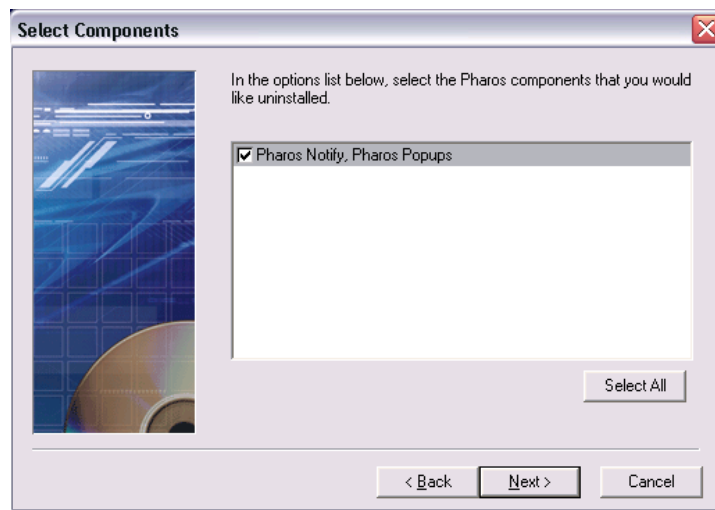 Select Components
In the options list below, select the Pharos components that you would
like uninstalled.
Pharos Notify, Pharos Popups
Select All
< Back
Next >
Cancel